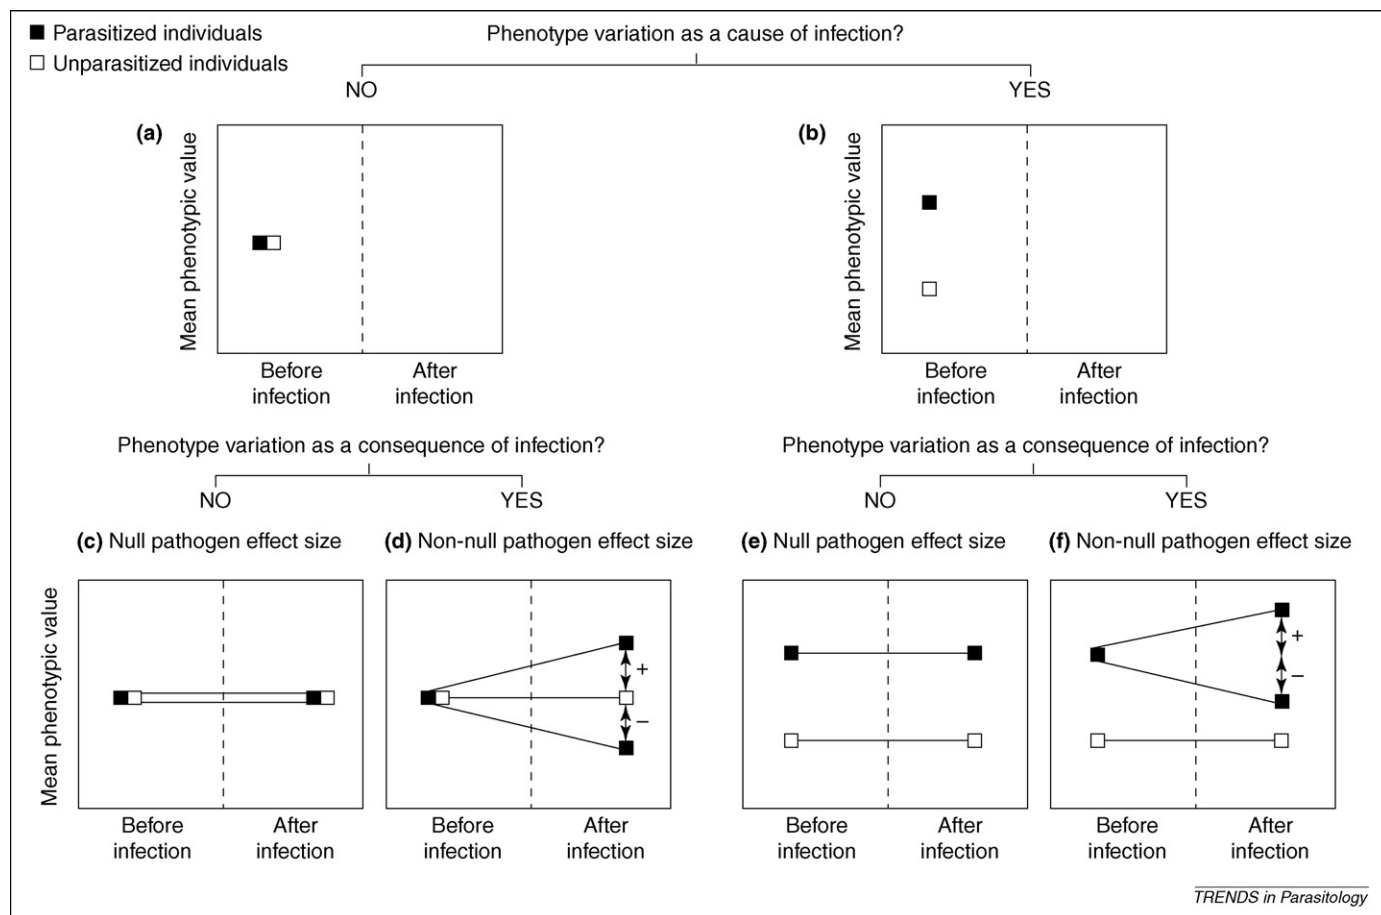 Parasitized individuals
Unparasitized individuals
Phenotype variation as a cause of infection?
NO
YES
(a)
Mean phenotypic value
Before
infection
After
infection
(b)
Mean phenotypic value
Before
infection
After
infection
Phenotype variation as a consequence of infection?
NO
YES
Phenotype variation as a consequence of infection?
NO
YES
(c) Null pathogen effect size
(d) Non-null pathogen effect size
(e) Null pathogen effect size
(f) Non-null pathogen effect size
Mean phenotypic value
+
–
+
–
Before
infection
After
infection
Before
infection
After
infection
Before
infection
After
infection
Before
infection
After
infection
TRENDS in Parasitology